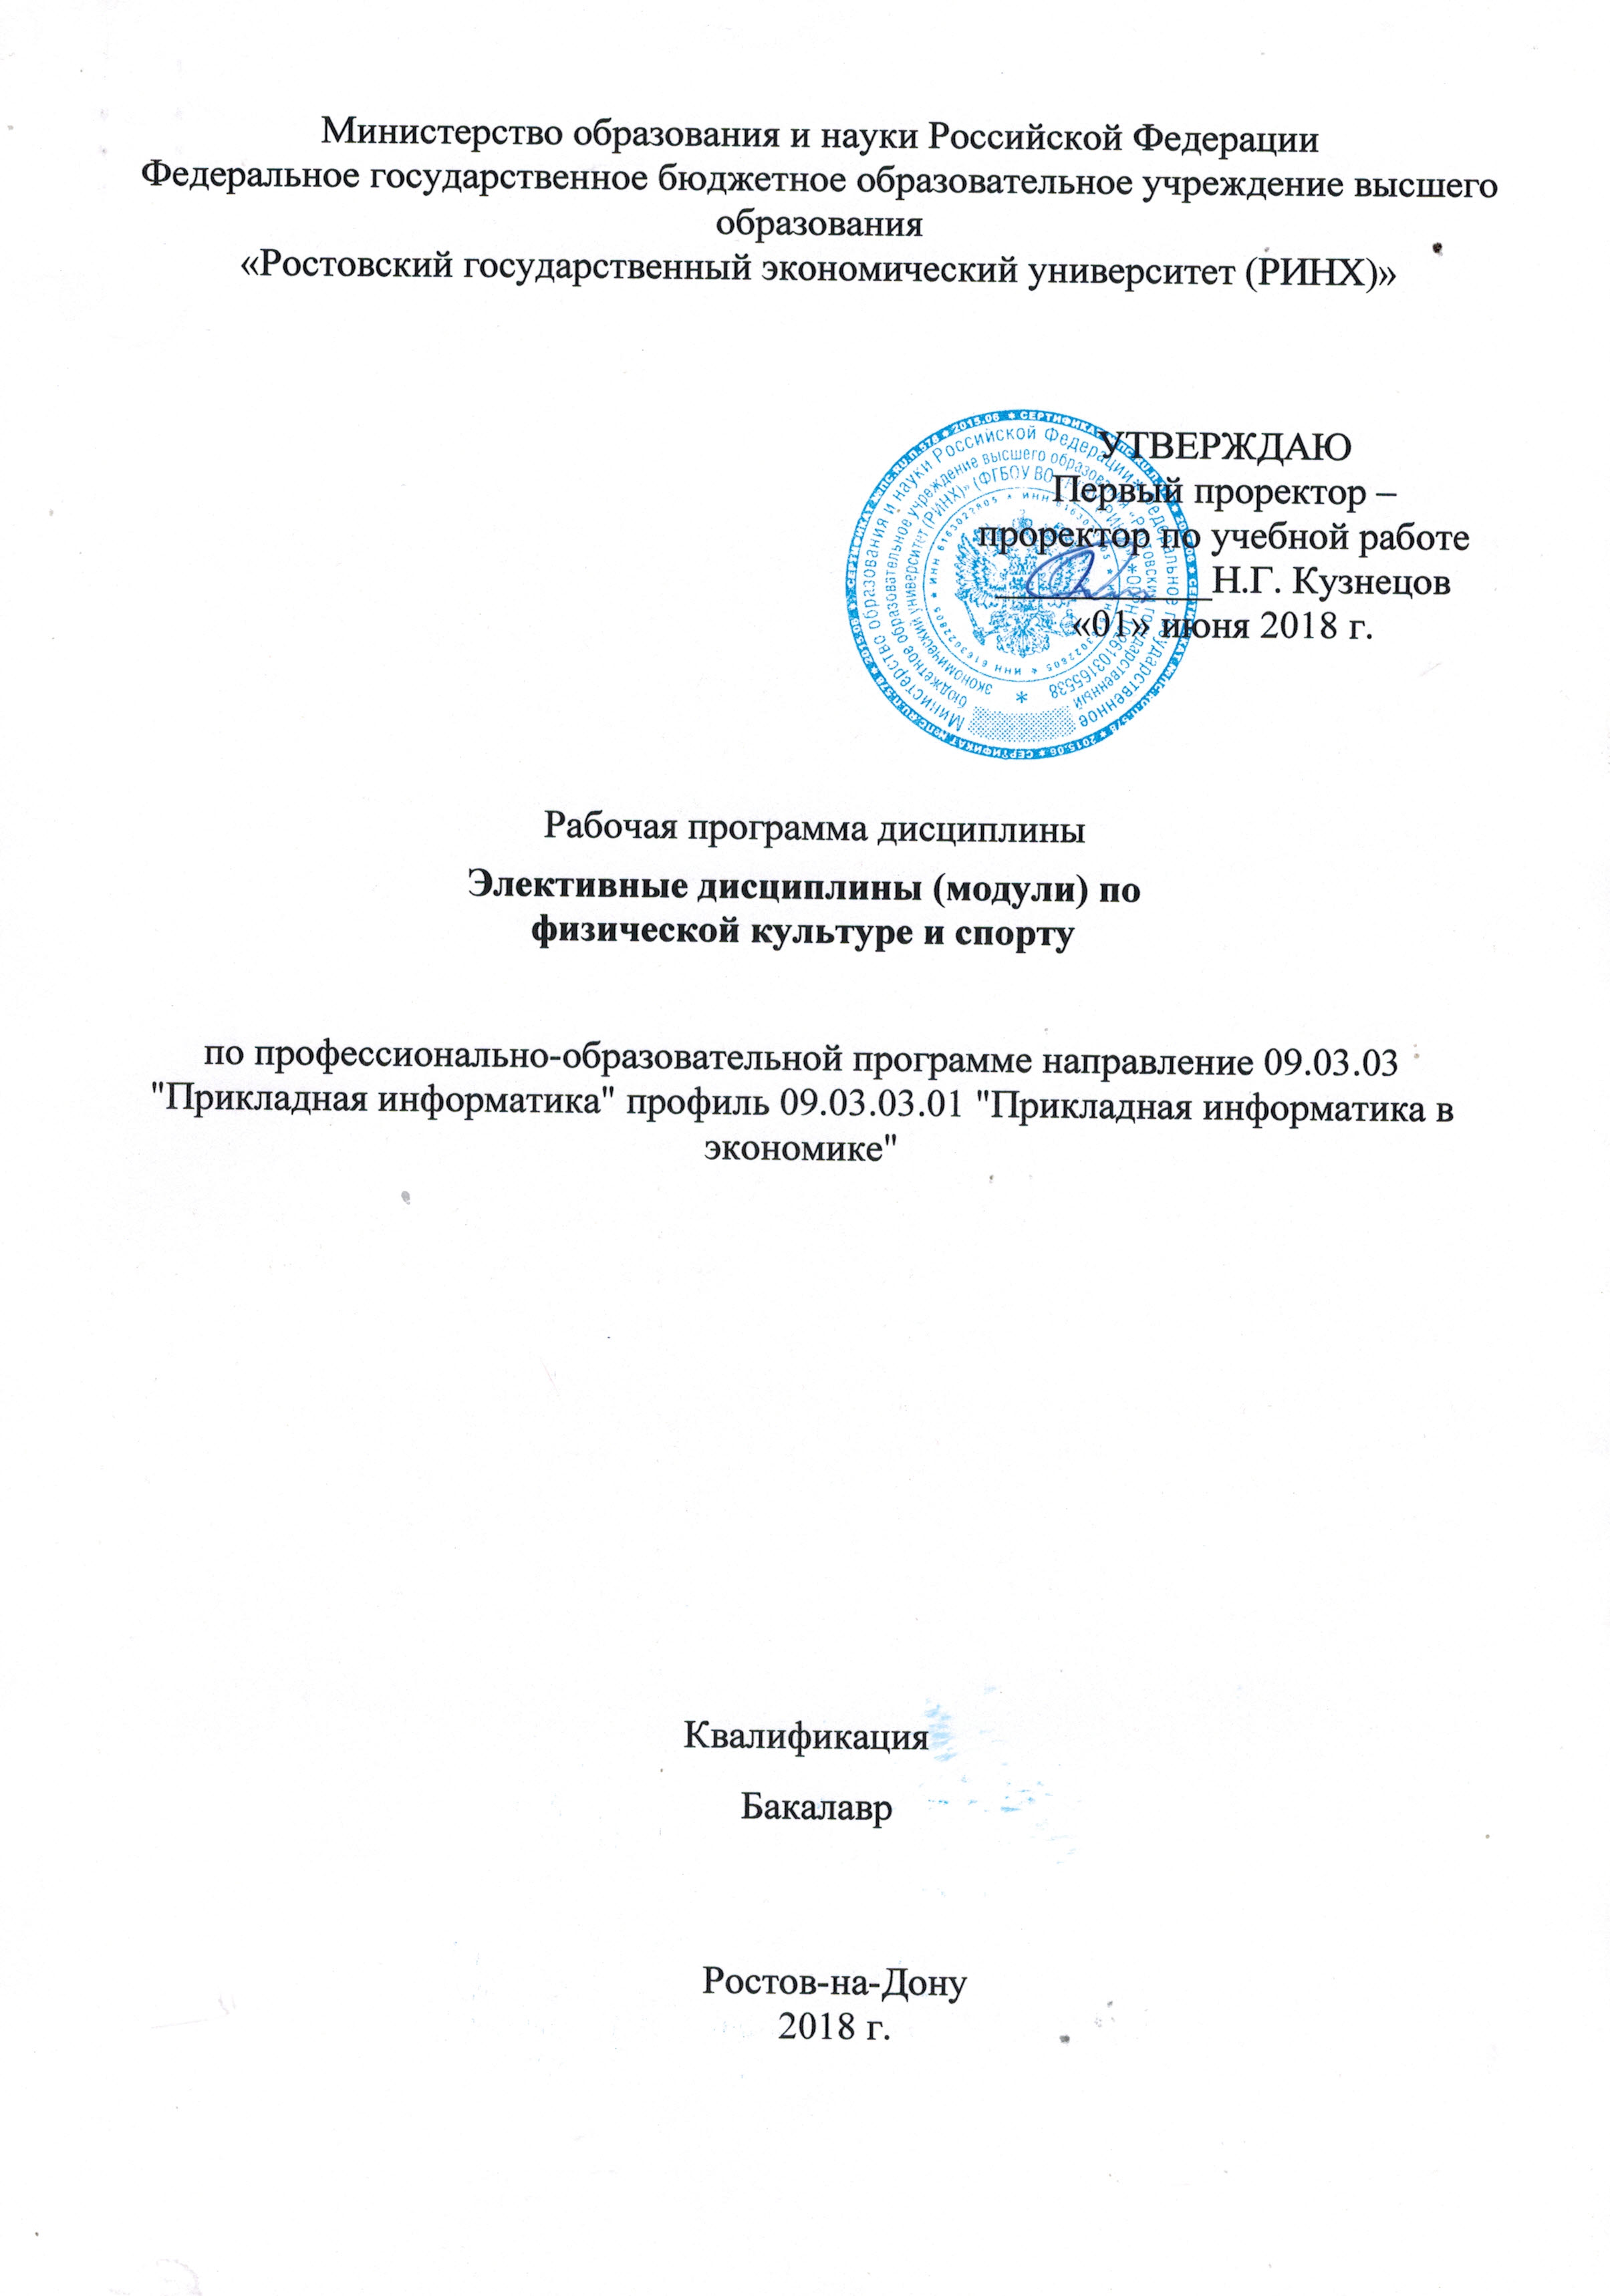 Министерство образования и науки Российской Федерации
Федеральное государственное бюджетное образовательное учреждение высшего
образования
«Ростовский государственный экономический университет (РИНХ)»
УТВЕРЖДАЮ
Первый проректор –
проректор по учебной работе
Н.Г. Кузнецов
«01» июня 2018 г.
Рабочая программа дисциплины
Элективные дисциплины (модули) по
физической культуре и спорту
по профессионально-образовательной программе направление 09.03.03
"Прикладная информатика" профиль 09.03.03.01 "Прикладная информатика в
экономике"
Квалификация
Бакалавр
Ростов-на-Дону
2018 г.